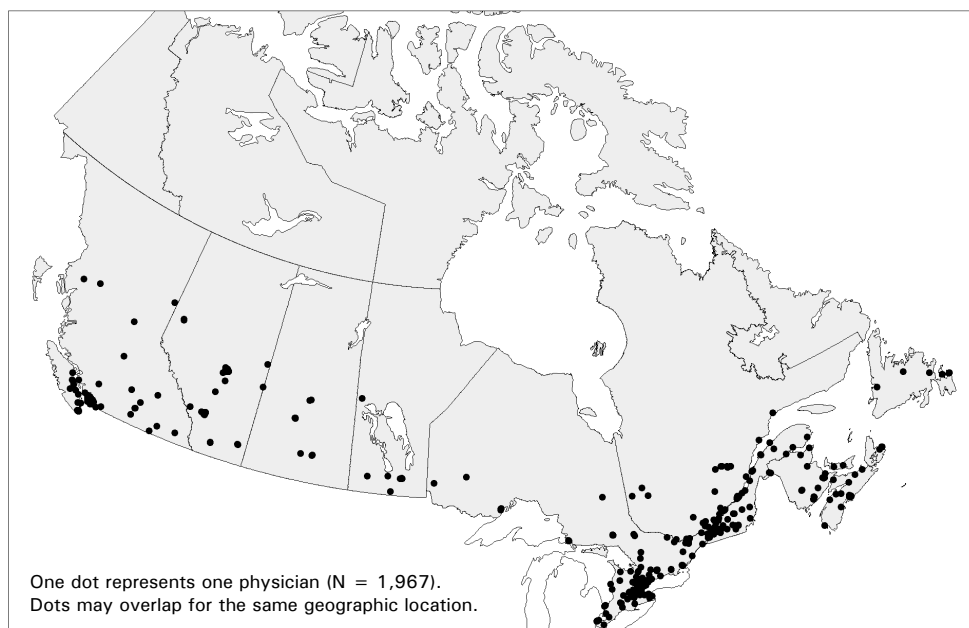 One dot represents one physician (N = 1,967).
Dots may overlap for the same geographic location.